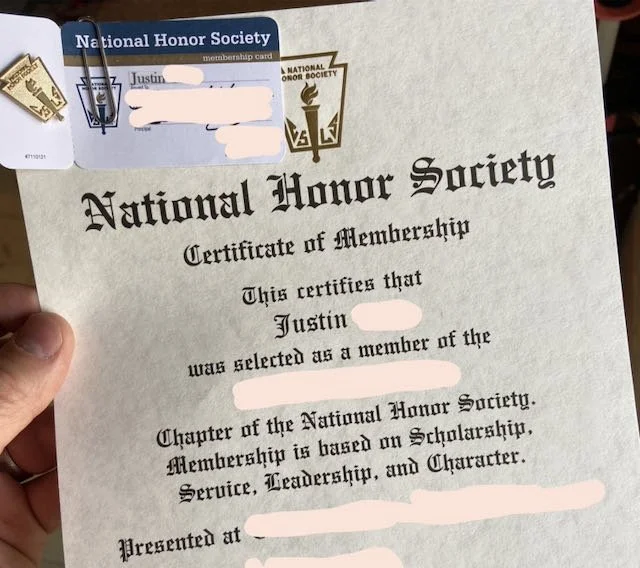 National Honor Society
membership card
Justin
Principal
47110101
NATIONAL
HONOR SOCIETY
National Honor Society
Certificate of Membership
This certifies that
Justin
was selected as a member of the
Chapter of the National Honor Society.
Membership is based on Scholarship,
Service, Leadership, and Character.
Presented at